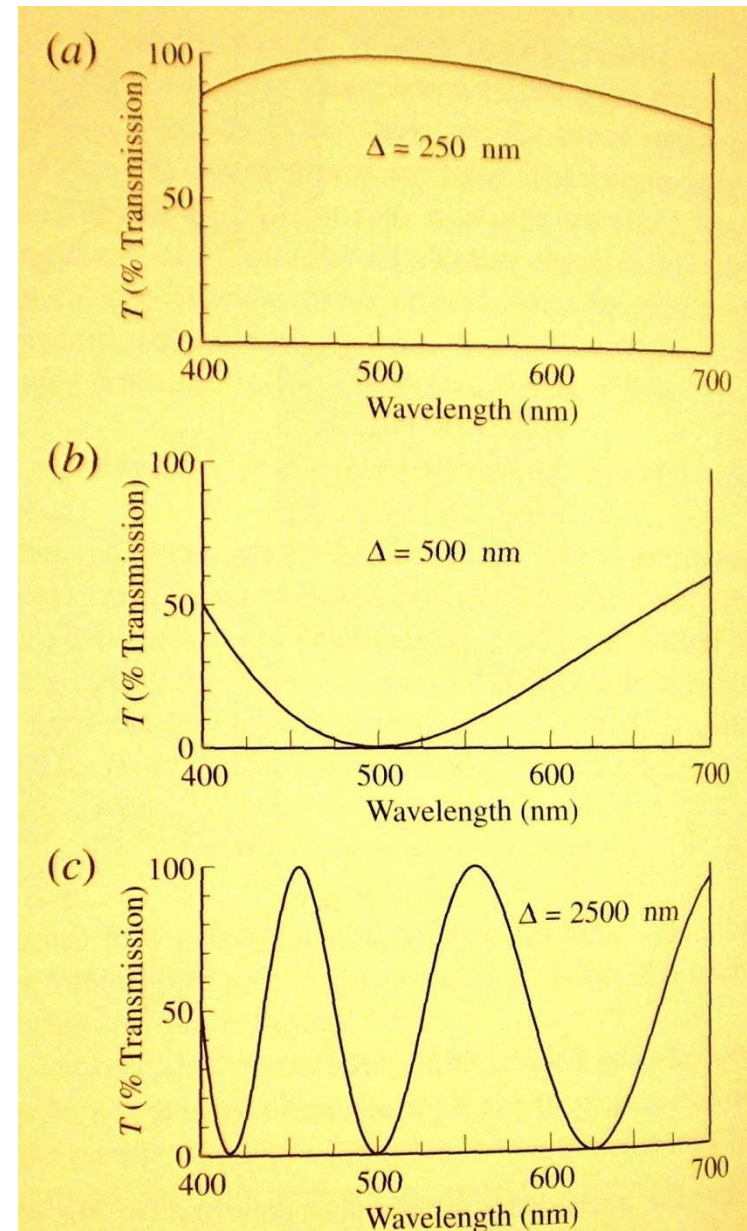 (a)
100
50
0
T (% Transmission)
Δ = 250 nm
400 500 600 700
Wavelength (nm)
(b)
100
50
0
T (% Transmission)
Δ = 500 nm
400 500 600 700
Wavelength (nm)
(c)
100
50
0
T (% Transmission)
Δ = 2500 nm
400 500 600 700
Wavelength (nm)